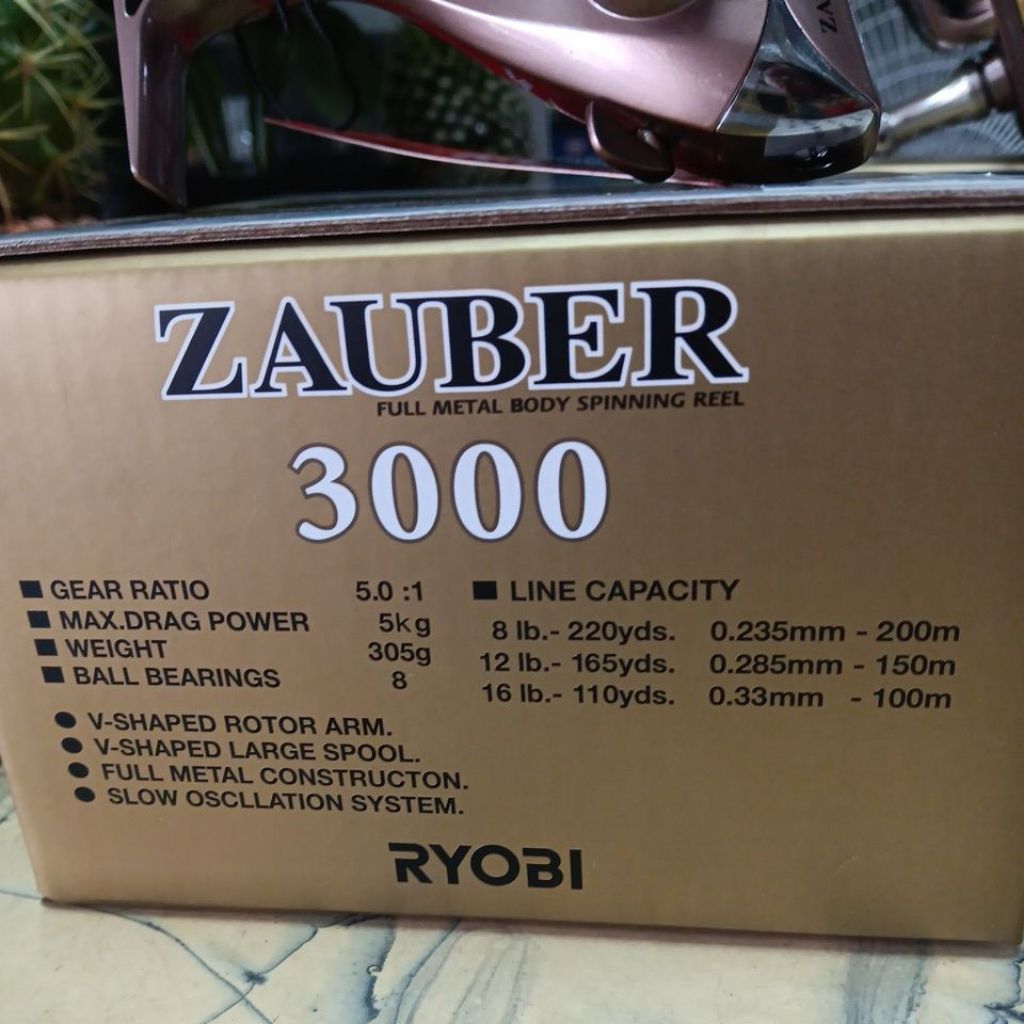 ZA
ZAUBER
FULL METAL BODY SPINNING REEL
3000
GEAR RATIO 5.0 :1
MAX.DRAG POWER 5kg
WEIGHT 305g
BALL BEARINGS 8
LINE CAPACITY
8 lb.- 220yds. 0.235mm - 200m
12 lb.- 165yds. 0.285mm - 150m
16 lb.- 110yds. 0.33mm - 100m
V-SHAPED ROTOR ARM.
V-SHAPED LARGE SPOOL.
FULL METAL CONSTRUCTON.
SLOW OSCLLATION SYSTEM.
RYOBI